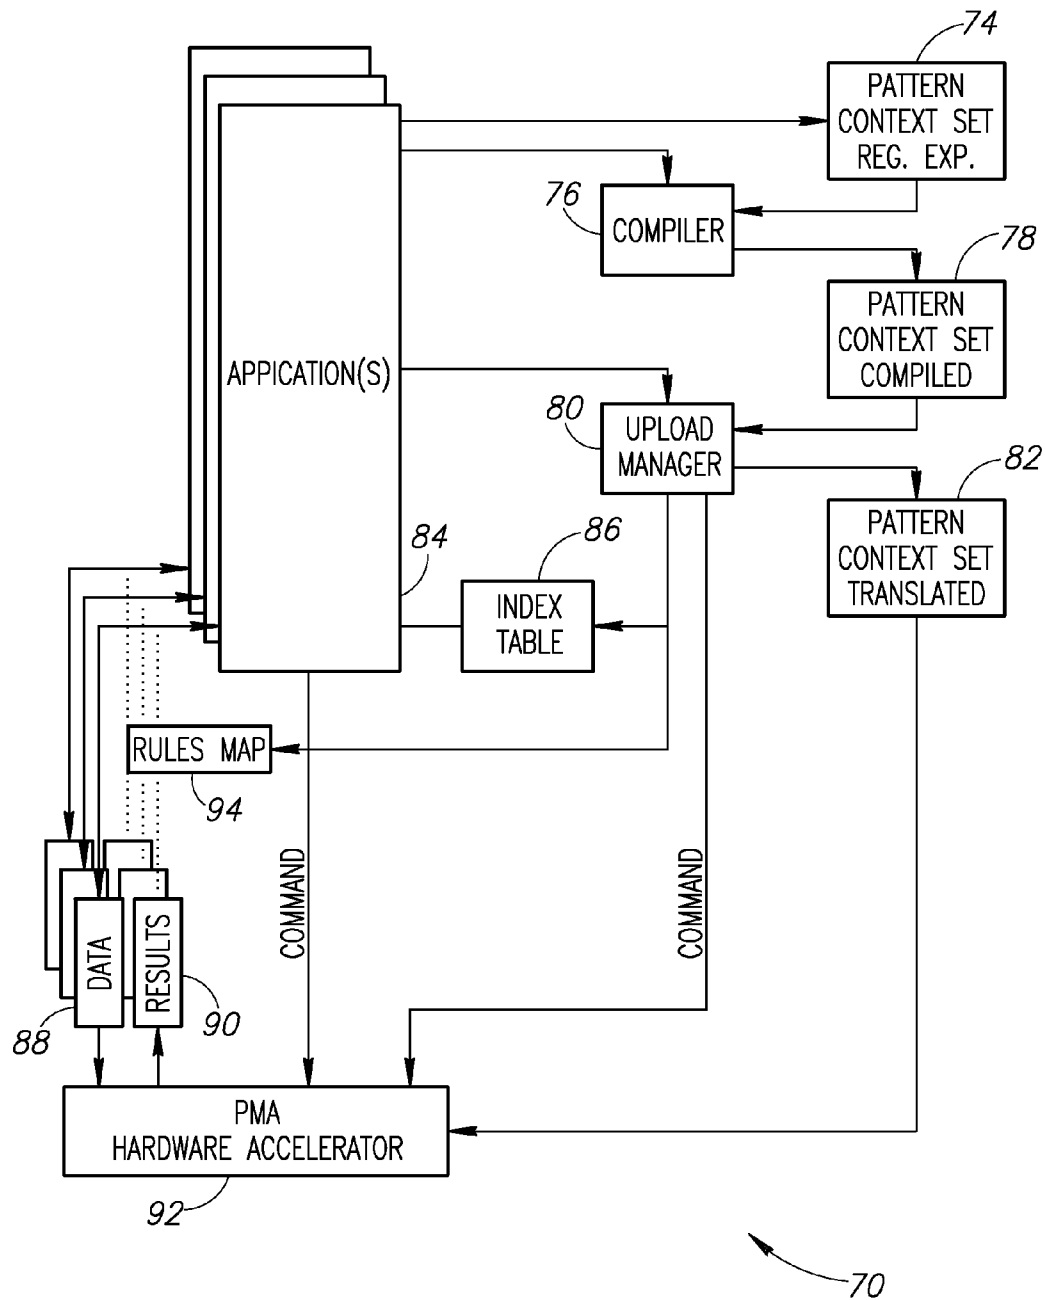 74
PATTERN
CONTEXT SET
REG. EXP.
76
COMPILER
78
PATTERN
CONTEXT SET
COMPILED
APPICATION(S)
80
UPLOAD
MANAGER
82
PATTERN
CONTEXT SET
TRANSLATED
84
86
INDEX
TABLE
RULES MAP
94
COMMAND
COMMAND
DATA
RESULTS
88
90
PMA
HARDWARE ACCELERATOR
92
70